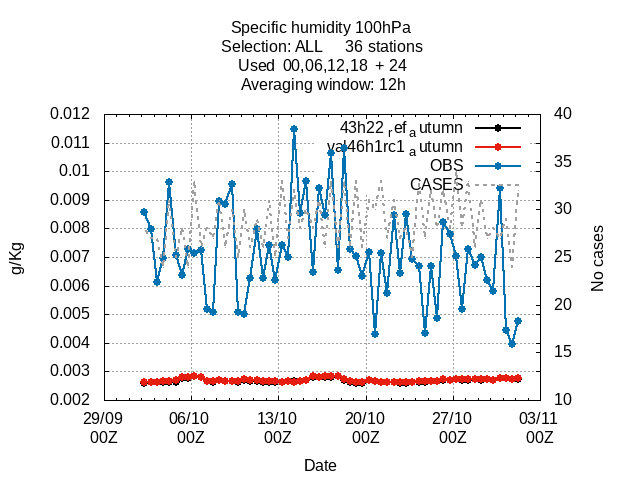 Specific humidity 100hPa
Selection: ALL 36 stations
Used 00,06,12,18 + 24
Averaging window: 12h
43h22_ref_autumn
val46h1rc1_autumn
OBS
CASES
0.012
0.011
0.01
0.009
0.008
0.007
0.006
0.005
0.004
0.003
0.002
g/Kg
40
35
30
25
20
15
10
No cases
29/09 06/10 13/10 20/10 27/10 03/11
00Z 00Z 00Z 00Z 00Z 00Z
Date